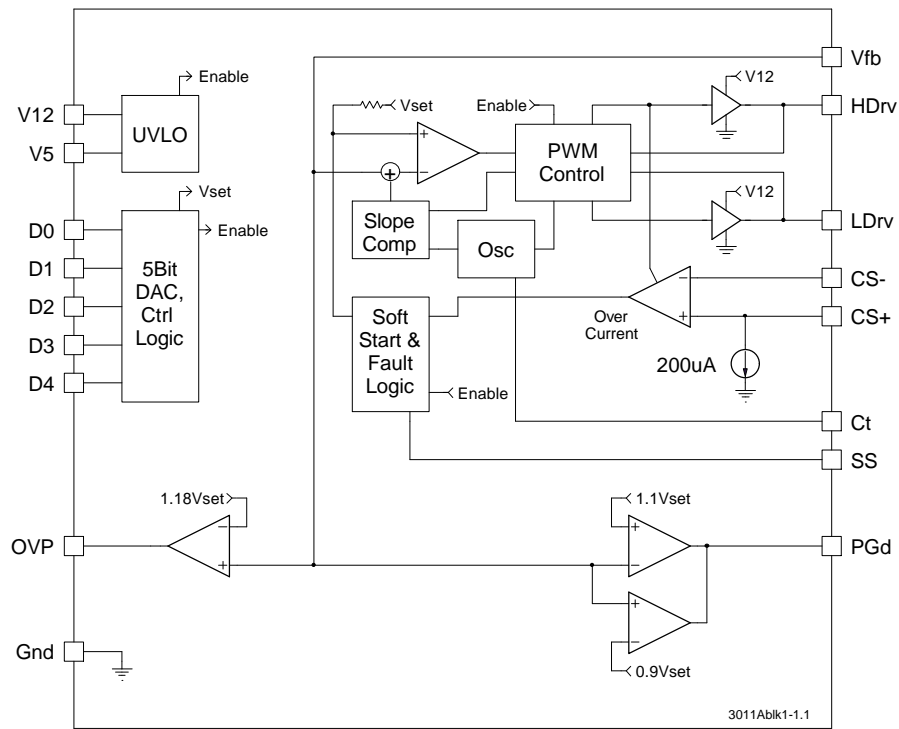 Enable
V12
UVLO
V5
Vset
D0
Enable
D1
5Bit
DAC,
Ctrl
Logic
D2
D3
D4
Vfb
Vset
Enable
V12
HDrv
+
−
+
PWM
Control
Slope
Comp
Osc
V12
LDrv
CS-
−
+
CS+
Over
Current
200uA
Soft
Start &
Fault
Logic
Enable
Ct
SS
1.18Vset
−
+
OVP
1.1Vset
+
−
PGd
+
−
0.9Vset
Gnd
3011Ablk1-1.1